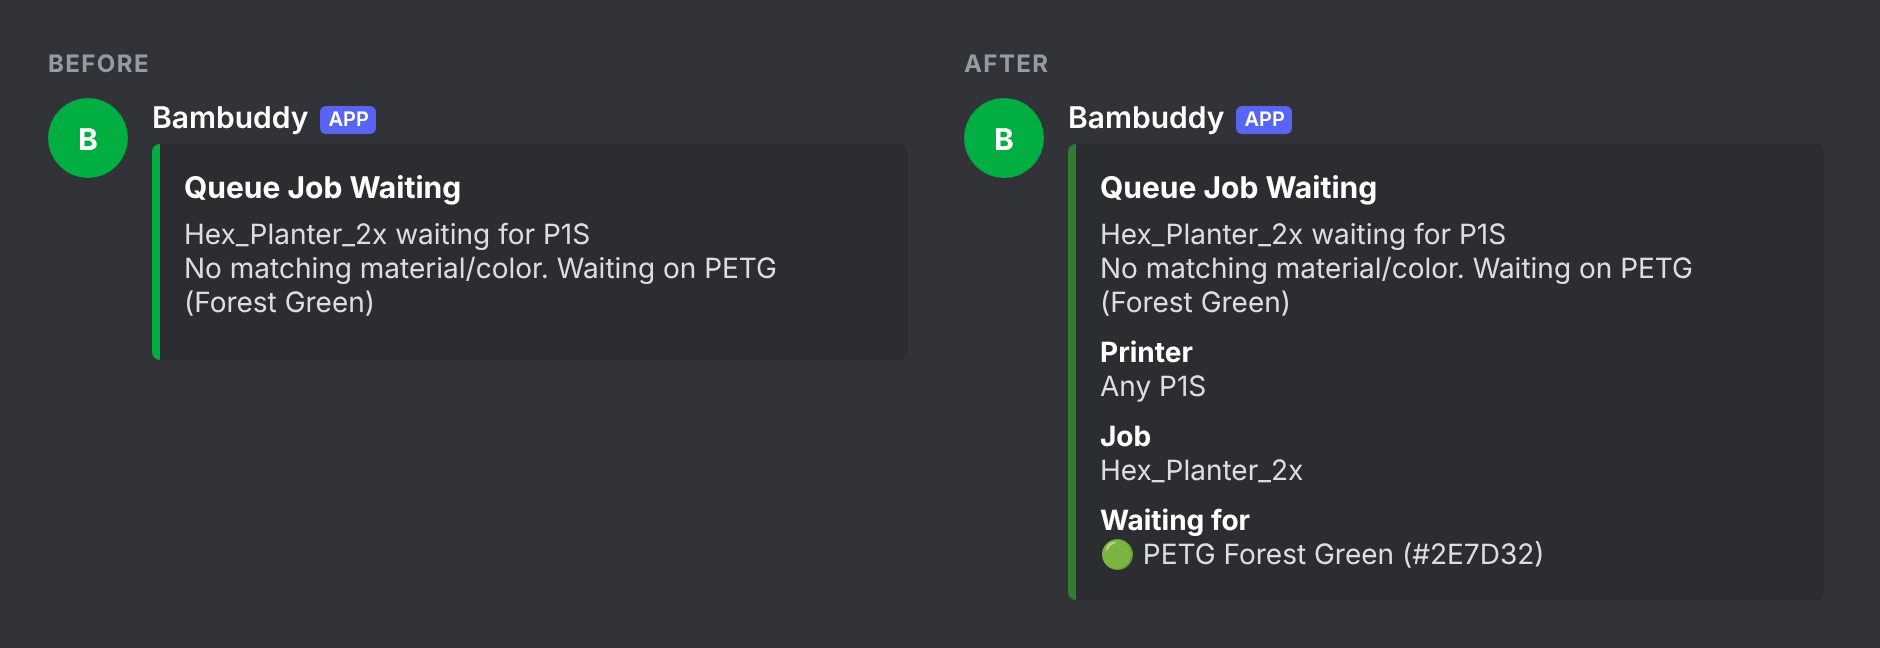 BEFORE
B
Bambuddy APP
Queue Job Waiting
Hex_Planter_2x waiting for P1S
No matching material/color. Waiting on PETG
(Forest Green)
AFTER
B
Bambuddy APP
Queue Job Waiting
Hex_Planter_2x waiting for P1S
No matching material/color. Waiting on PETG
(Forest Green)
Printer
Any P1S
Job
Hex_Planter_2x
Waiting for
PETG Forest Green (#2E7D32)